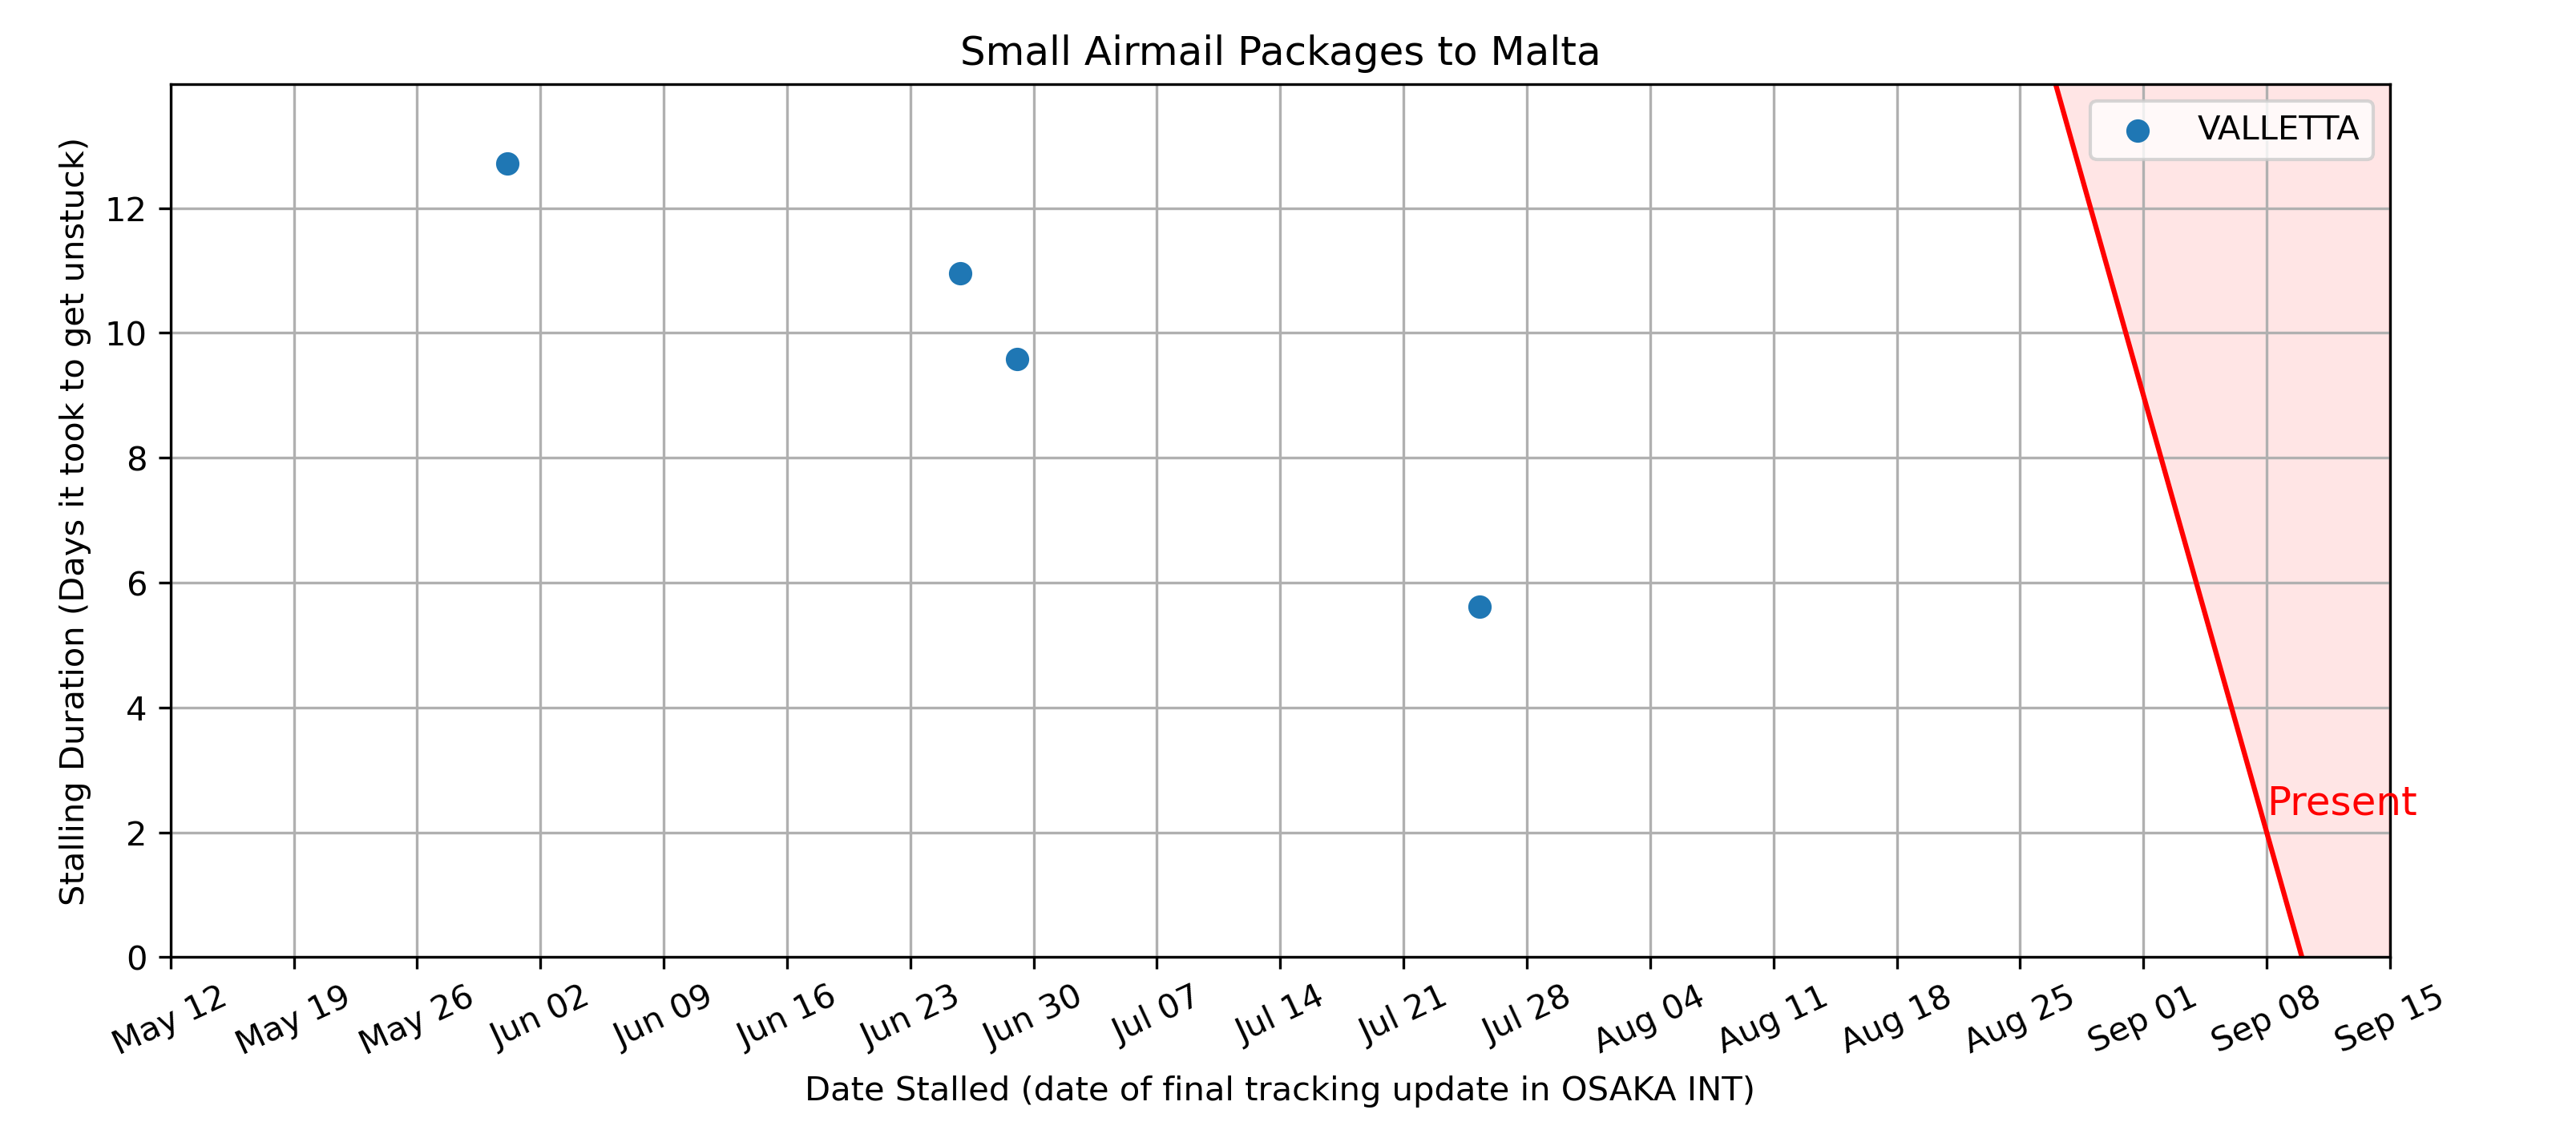 Small Airmail Packages to Malta
VALLETTA
Stalling Duration (Days it took to get unstuck)
12
10
8
6
4
2
0
Present
May 12
May 19
May 26
Jun 02
Jun 09
Jun 16
Jun 23
Jun 30
Jul 07
Jul 14
Jul 21
Jul 28
Aug 04
Aug 11
Aug 18
Aug 25
Sep 01
Sep 08
Sep 15
Date Stalled (date of final tracking update in OSAKA INT)